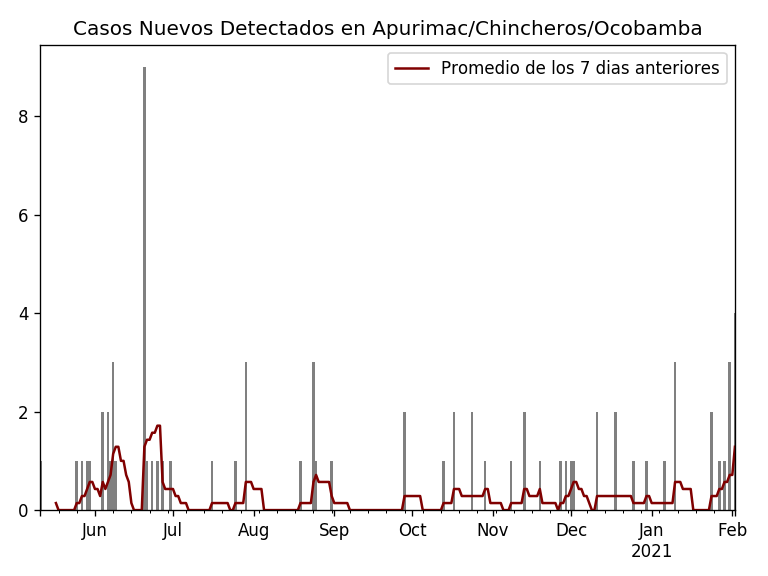 Casos Nuevos Detectados en Apurimac/Chincheros/Ocobamba
Promedio de los 7 dias anteriores
8
6
4
2
0
Jun Jul Aug Sep Oct Nov Dec Jan Feb
2021